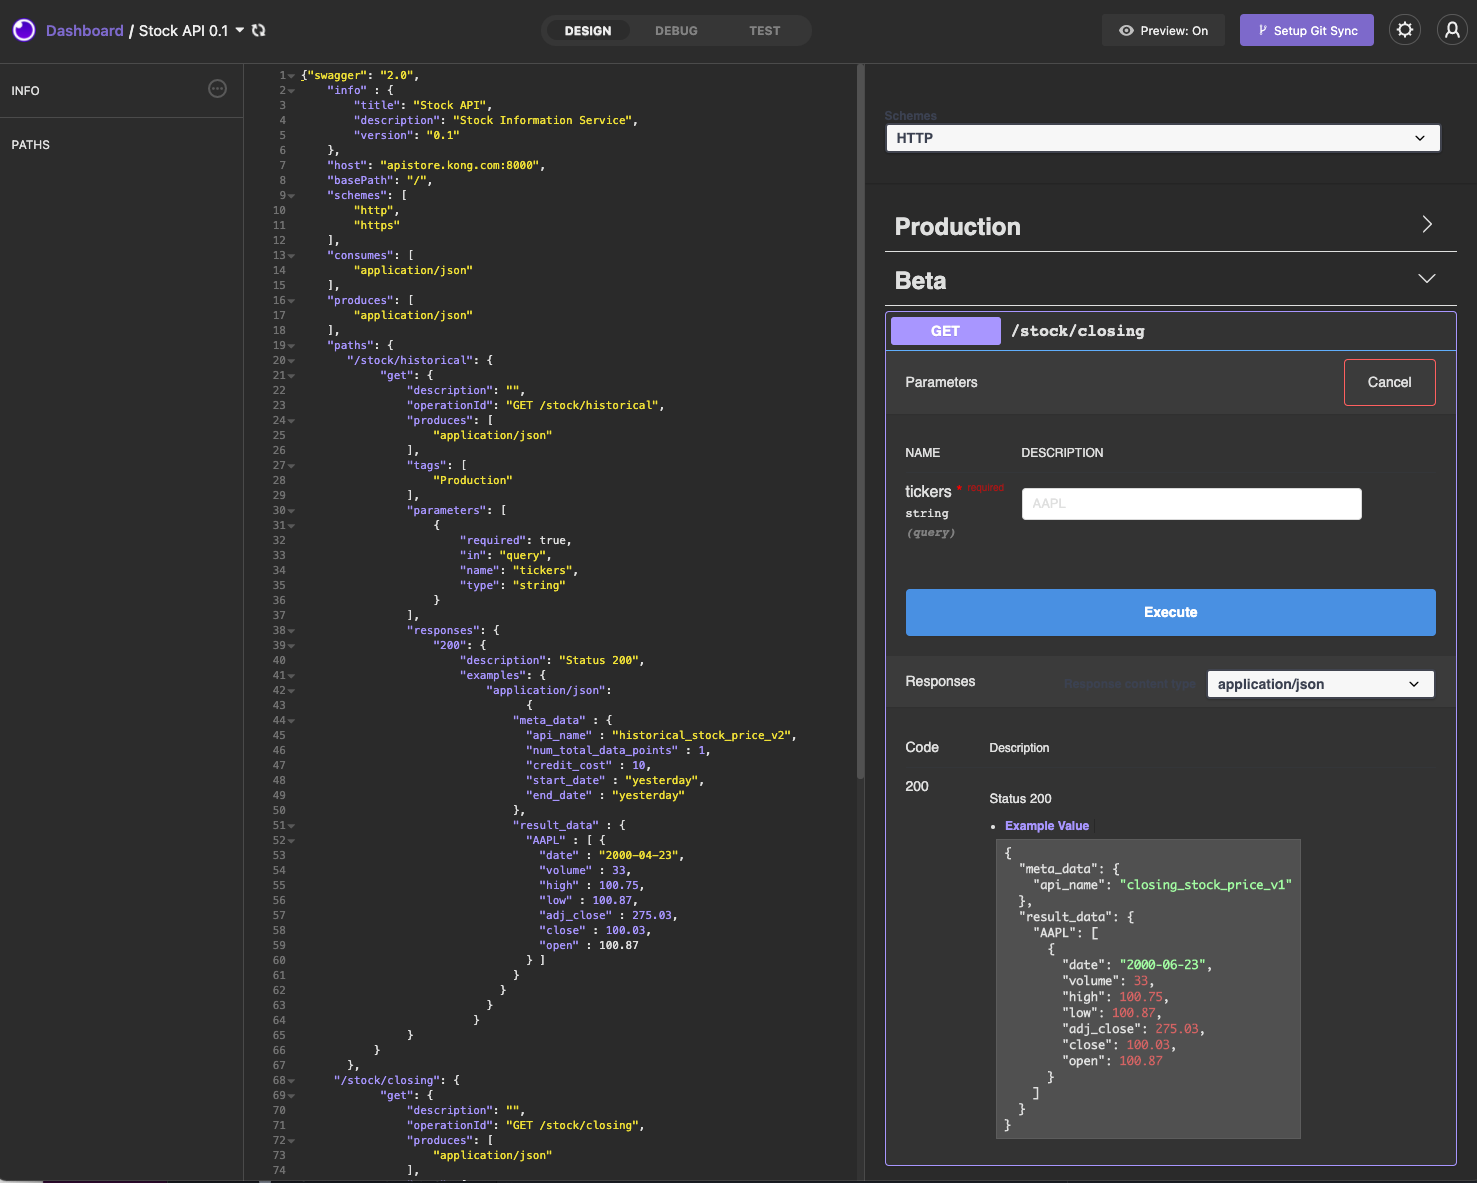 Dashboard / Stock API 0.1
DESIGN
DEBUG
TEST
Preview: On
Setup Git Sync
INFO
PATHS
1 {"swagger": "2.0",
2 "info" : {
3 "title": "Stock API",
4 "description": "Stock Information Service",
5 "version": "0.1"
6 },
7 "host": "apistore.kong.com:8000",
8 "basePath": "/",
9 "schemes": [
10 "http",
11 "https"
12 ],
13 "consumes": [
14 "application/json"
15 ],
16 "produces": [
17 "application/json"
18 ],
19 "paths": {
20 "/stock/historical": {
21 "get": {
22 "description": "",
23 "operationId": "GET /stock/historical",
24 "produces": [
25 "application/json"
26 ],
27 "tags": [
28 "Production"
29 ],
30 "parameters": [
31 {
32 "required": true,
33 "in": "query",
34 "name": "tickers",
35 "type": "string"
36 }
37 ],
38 "responses": {
39 "200": {
40 "description": "Status 200",
41 "examples": {
42 "application/json":
43 {
44 "meta_data" : {
45 "api_name" : "historical_stock_price_v2",
46 "num_total_data_points" : 1,
47 "credit_cost" : 10,
48 "start_date" : "yesterday",
49 "end_date" : "yesterday"
50 },
51 "result_data" : {
52 "AAPL" : [ {
53 "date" : "2000-04-23",
54 "volume" : 33,
55 "high" : 100.75,
56 "low" : 100.87,
57 "adj_close" : 275.03,
58 "close" : 100.03,
59 "open" : 100.87
60 } ]
61 }
62 }
63 }
64 }
65 }
66 }
67 },
68 "/stock/closing": {
69 "get": {
70 "description": "",
71 "operationId": "GET /stock/closing",
72 "produces": [
73 "application/json"
74 ],
Schemes
HTTP
Production
Beta
GET /stock/closing
Parameters
Cancel
NAME DESCRIPTION
tickers * required
string
(query)
AAPL
Execute
Responses
Response content type
application/json
Code Description
200
Status 200
Example Value
{
"meta_data": {
"api_name": "closing_stock_price_v1"
},
"result_data": {
"AAPL": [
{
"date": "2000-06-23",
"volume": 33,
"high": 100.75,
"low": 100.87,
"adj_close": 275.03,
"close": 100.03,
"open": 100.87
}
]
}
}